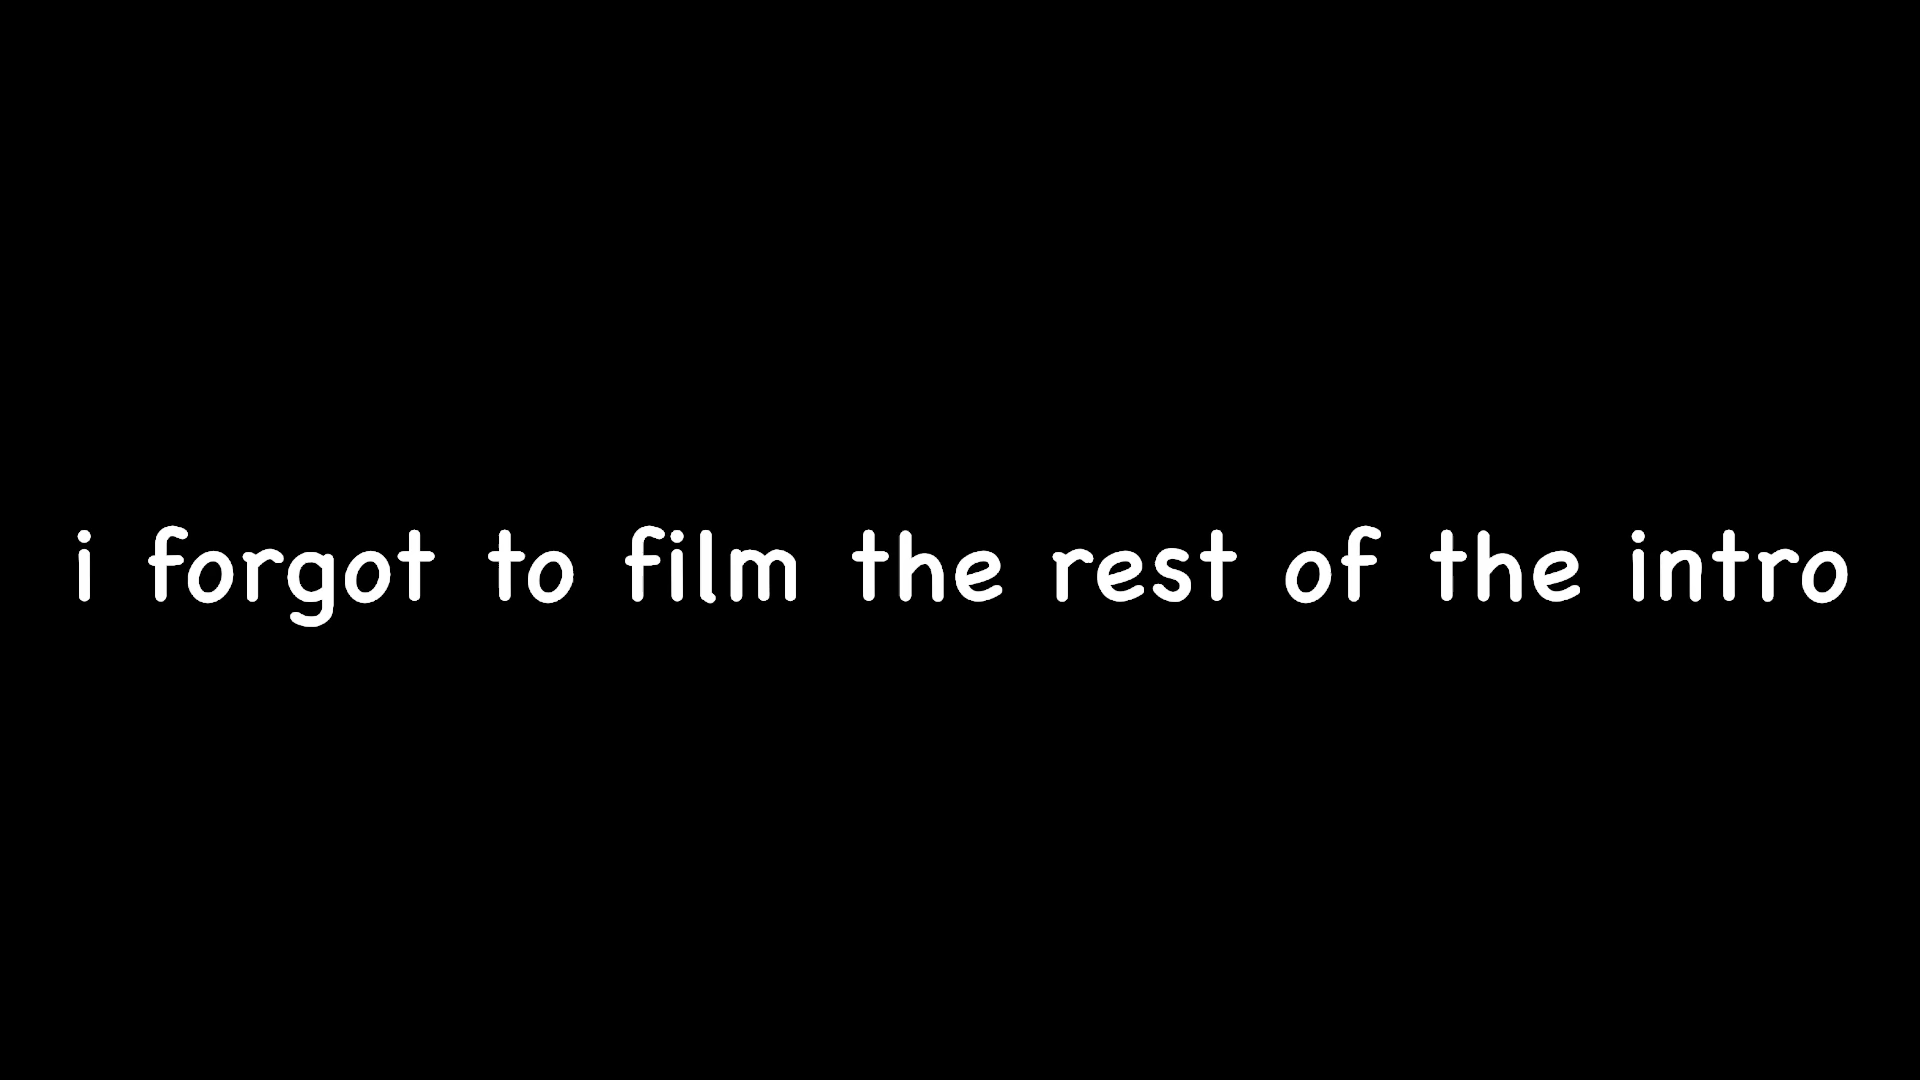 i forgot to film the rest of the intro